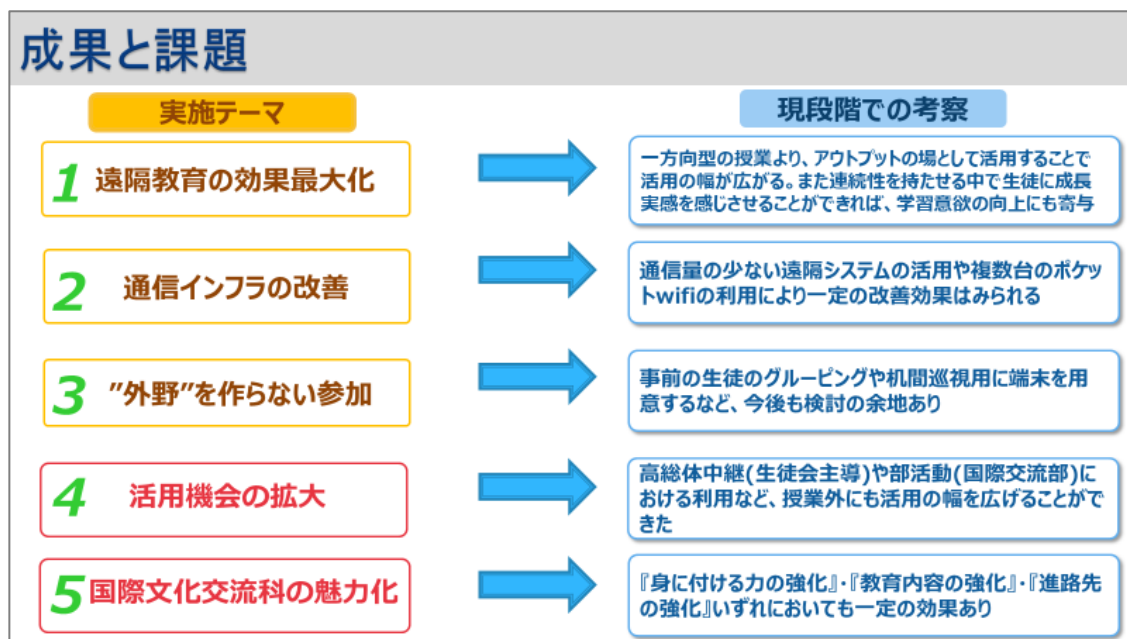 成果と課題
実施テーマ
現段階での考察
1 遠隔教育の効果最大化
一方向型の授業より、アウトプットの場として活用することで
活用の幅が広がる。また連続性を持たせる中で生徒に成長
実感を感じさせることができれば、学習意欲の向上にも寄与
2 通信インフラの改善
通信量の少ない遠隔システムの活用や複数台のポケッ
トwifiの利用により一定の改善効果はみられる
3 ”外野”を作らない参加
事前の生徒のグルーピングや机間巡視用に端末を用
意するなど、今後も検討の余地あり
4 活用機会の拡大
高総体中継(生徒会主導)や部活動(国際交流部)に
おける利用など、授業外にも活用の幅を広げることがで
きた
5 国際文化交流科の魅力化
『身に付ける力の強化』・『教育内容の強化』・『進路先
の強化』いずれにおいても一定の効果あり